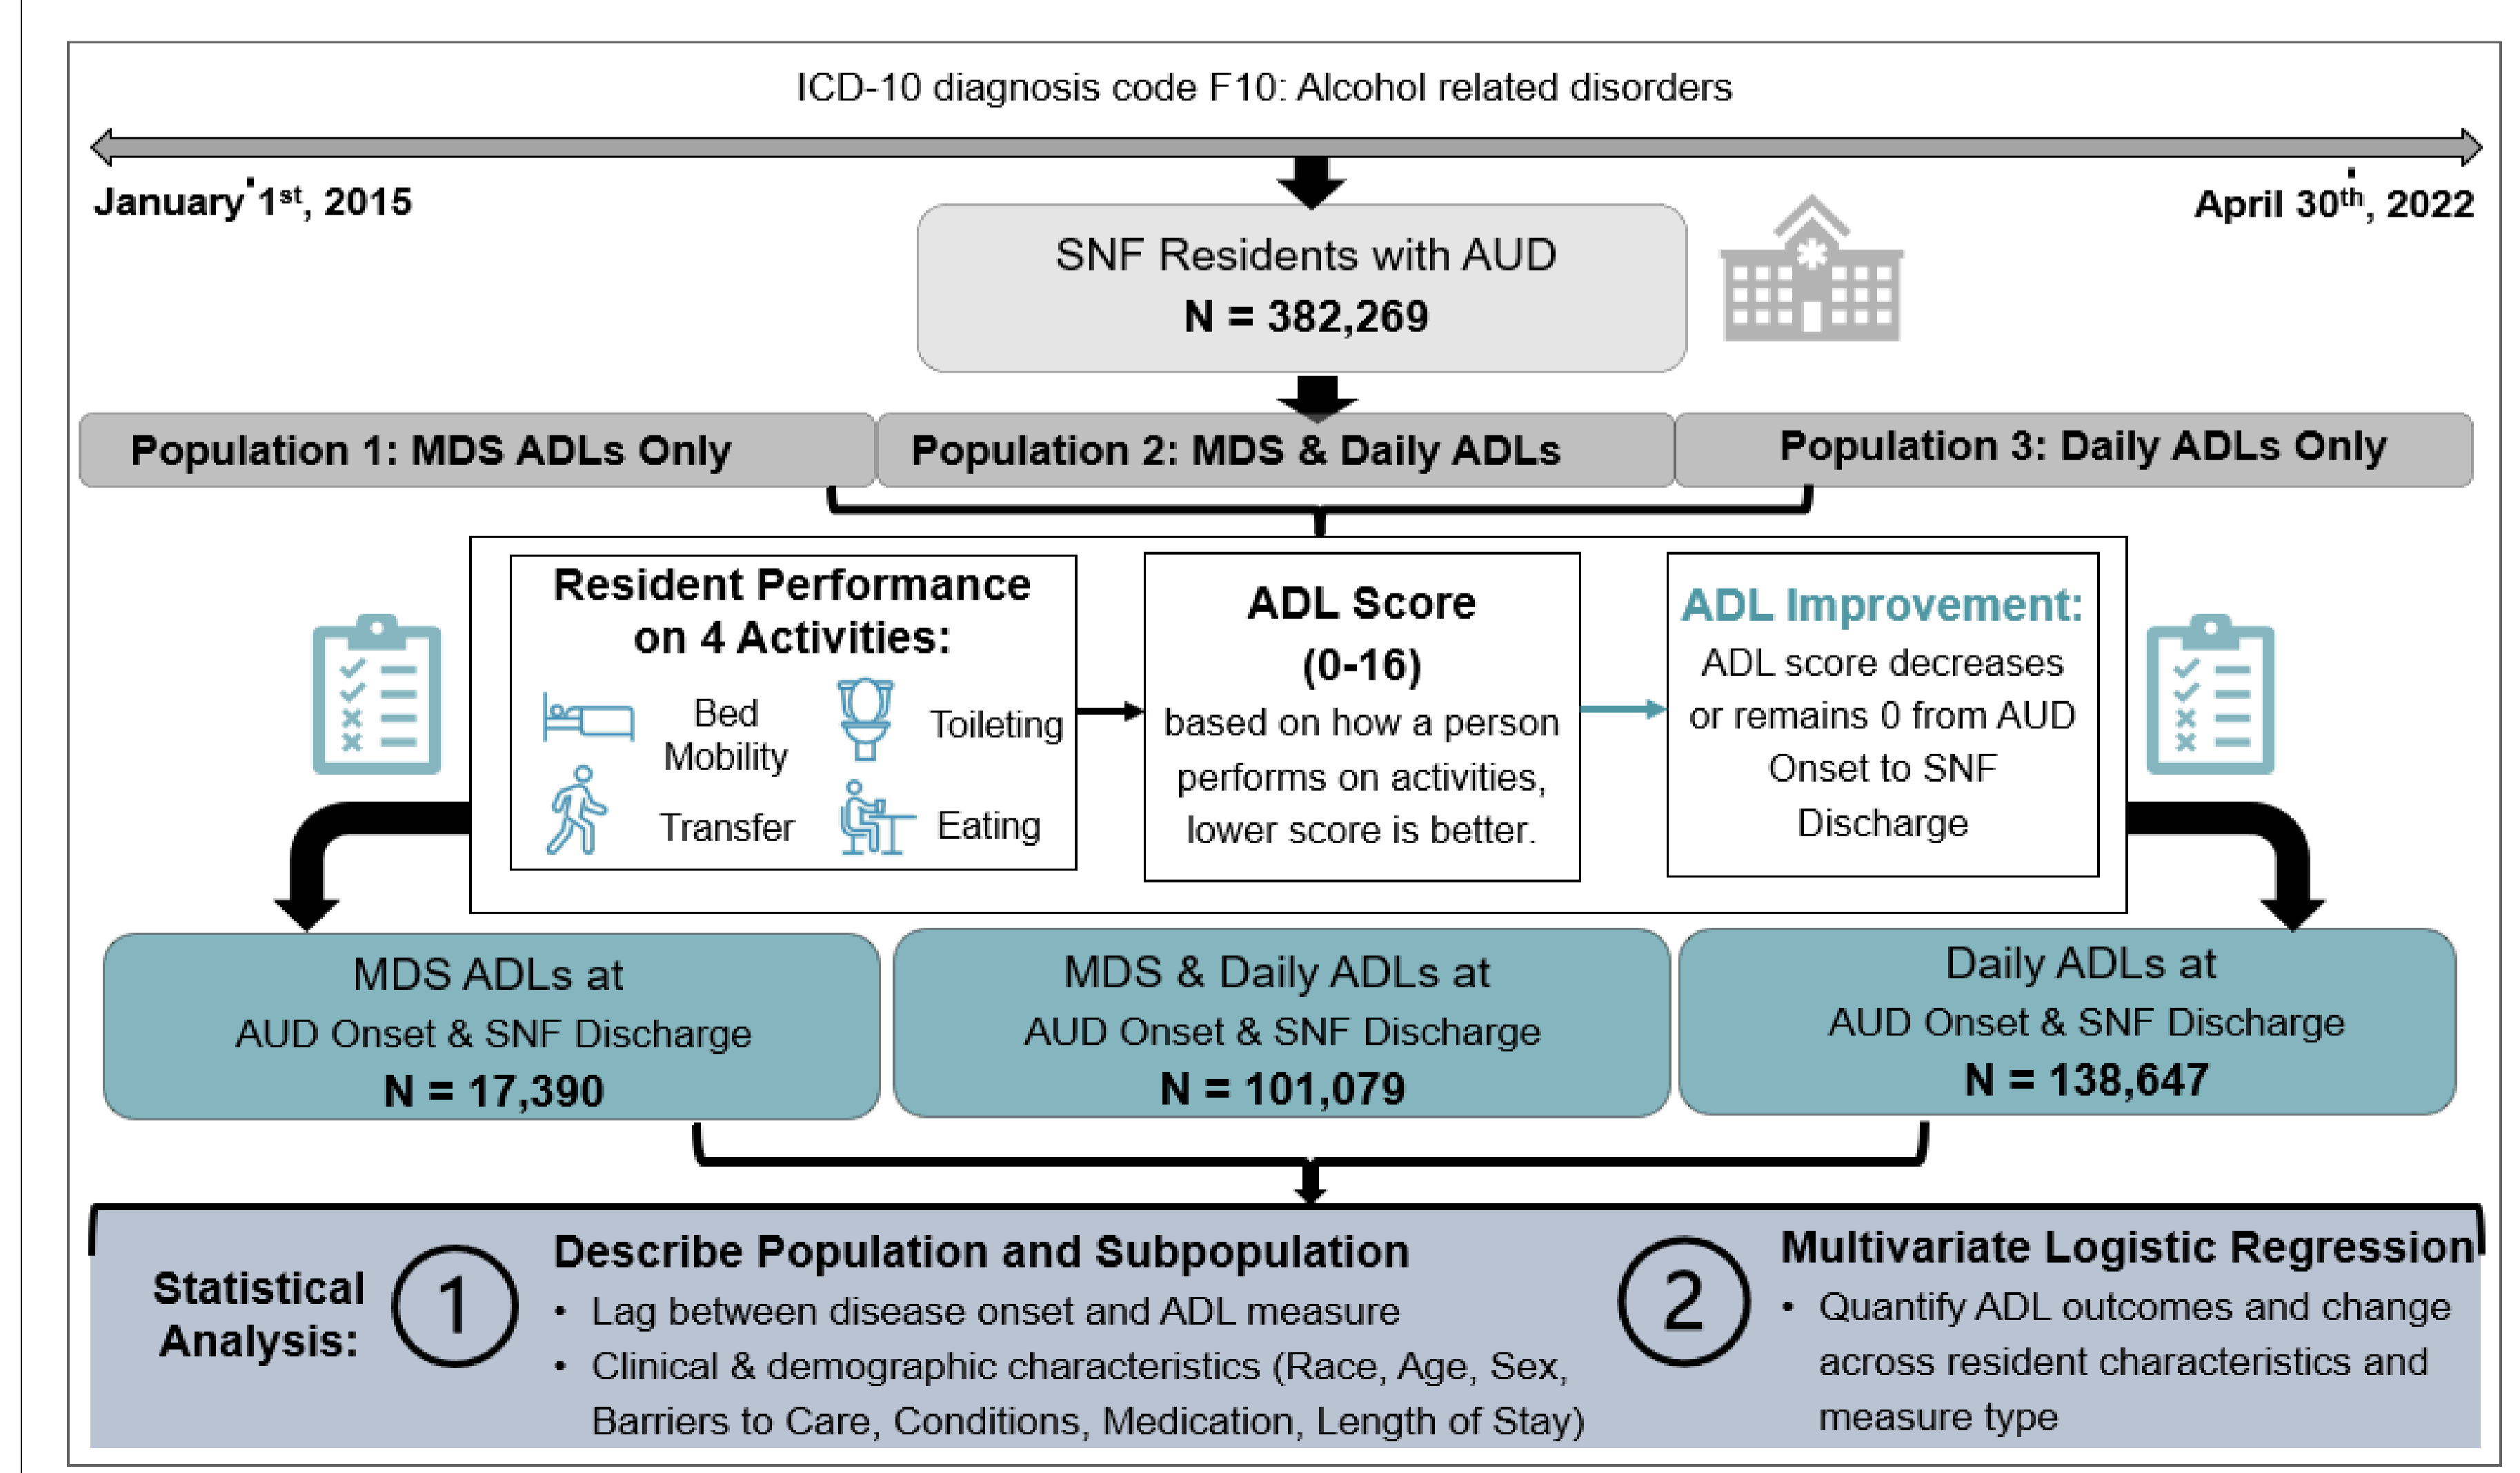 ICD-10 diagnosis code F10: Alcohol related disorders
January 1st, 2015
April 30th, 2022
SNF Residents with AUD
N = 382,269
Population 1: MDS ADLs Only
Population 2: MDS & Daily ADLs
Population 3: Daily ADLs Only
Resident Performance
on 4 Activities:
Bed
Mobility
Toileting
Transfer
Eating
ADL Score
(0-16)
based on how a person
performs on activities,
lower score is better.
ADL Improvement:
ADL score decreases
or remains 0 from AUD
Onset to SNF
Discharge
MDS ADLs at
AUD Onset & SNF Discharge
N = 17,390
MDS & Daily ADLs at
AUD Onset & SNF Discharge
N = 101,079
Daily ADLs at
AUD Onset & SNF Discharge
N = 138,647
Statistical
Analysis:
1
Describe Population and Subpopulation
• Lag between disease onset and ADL measure
• Clinical & demographic characteristics (Race, Age, Sex,
Barriers to Care, Conditions, Medication, Length of Stay)
2
Multivariate Logistic Regression
• Quantify ADL outcomes and change
across resident characteristics and
measure type